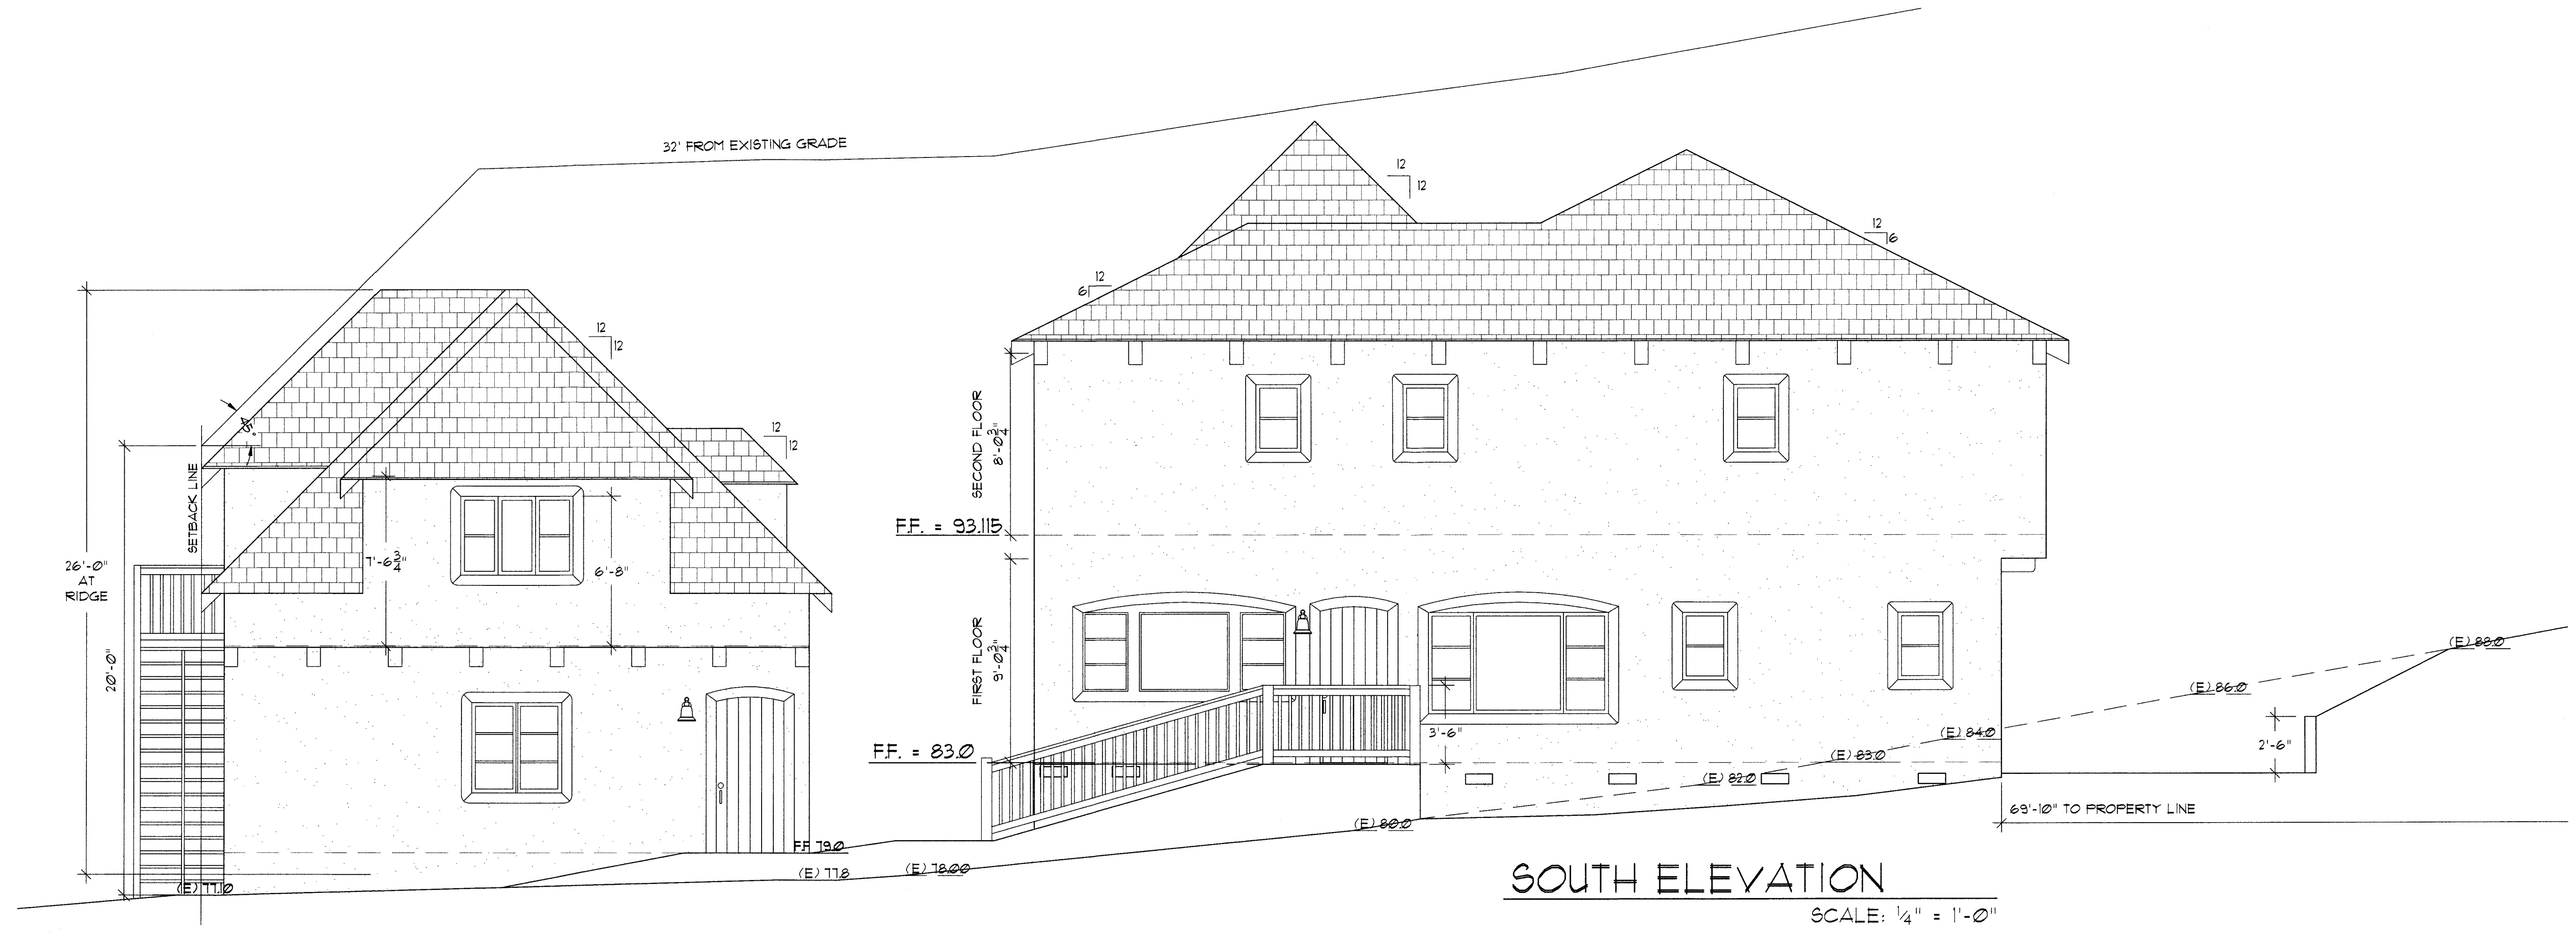 32' FROM EXISTING GRADE
12
12
12
6
12
6
12
12
12
12
45°
SETBACK LINE
26'-0"
AT
RIDGE
20'-0"
7'-6 3/4"
6'-8"
SECOND FLOOR
8'-0 3/4"
F.F. = 93.115
FIRST FLOOR
9'-0 3/4"
F.F. = 83.0
3'-6"
(E) 88.0
(E) 86.0
(E) 84.0
(E) 83.0
(E) 82.0
(E) 80.0
2'-6"
69'-10" TO PROPERTY LINE
F.F. 79.0
(E) 78.00
(E) 77.8
(E) 77.10
SOUTH ELEVATION
SCALE: 1/4" = 1'-0"